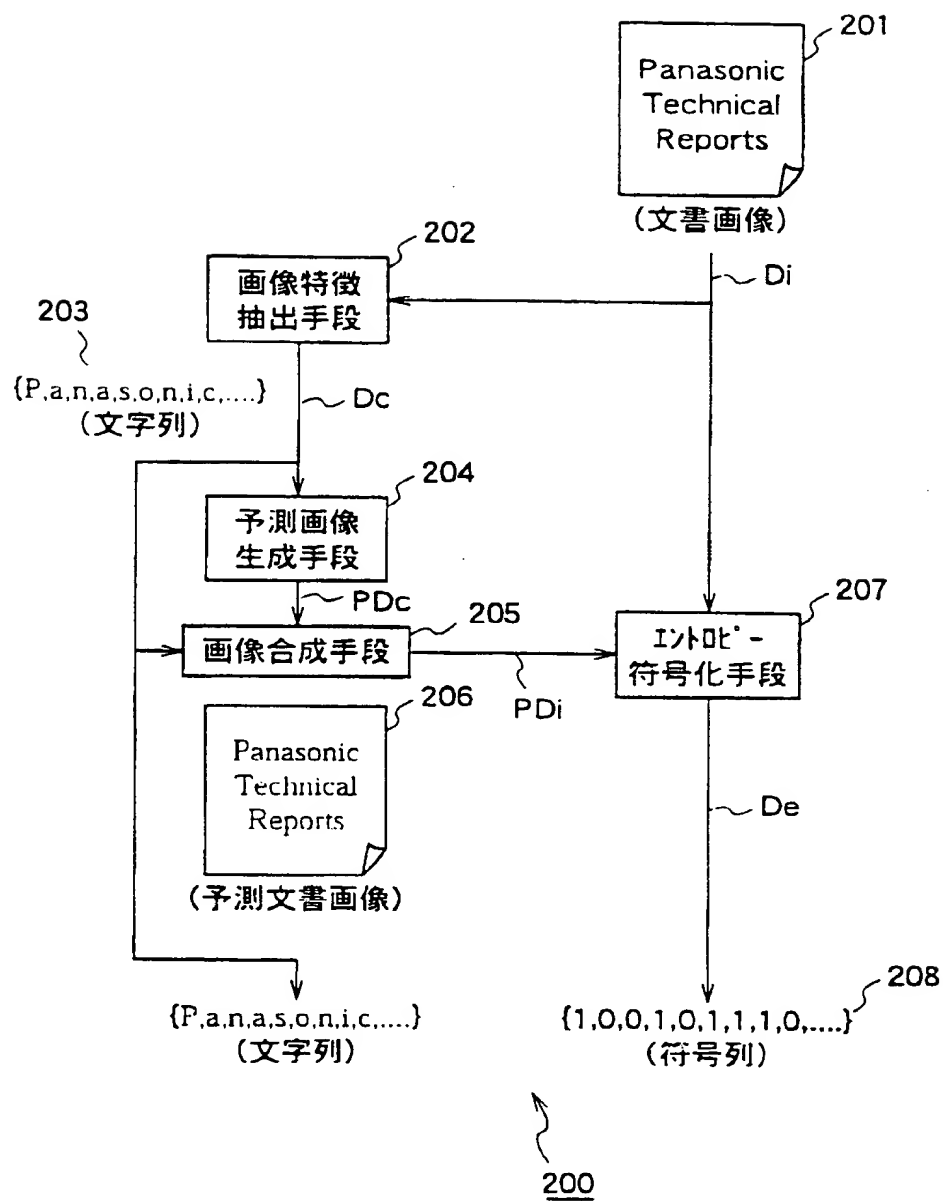 201
Panasonic
Technical
Reports
(文書画像)
202
Di
画像特徴
抽出手段
203
{P,a,n,a,s,o,n,i,c,....}
(文字列)
Dc
204
予測画像
生成手段
PDc
205
207
画像合成手段
エントロピー
符号化手段
PDi
206
Panasonic
Technical
Reports
(予測文書画像)
De
208
{P,a,n,a,s,o,n,i,c,....}
(文字列)
{1,0,0,1,0,1,1,1,0,....}
(符号列)
200